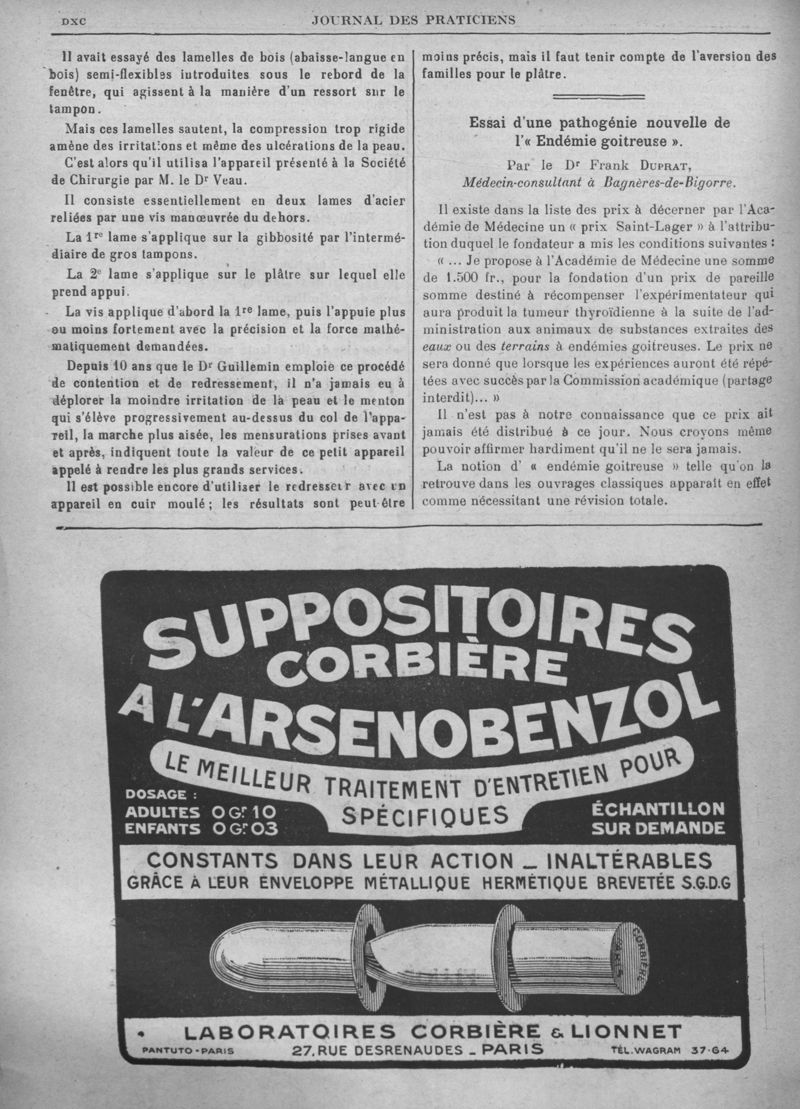 DXC
JOURNAL DES PRATICIENS
Il avait essayé des lamelles de bois (abaisse-langue en
bois) semi-flexibles introduites sous le rebord de la
fenêtre, qui agissent à la manière d'un ressort sur le
tampon.
Mais ces lamelles sautent, la compression trop rigide
amène des irritations et même des ulcérations de la peau.
C'est alors qu'il utilisa l'appareil présenté à la Société
de Chirurgie par M. le Dr Veau.
Il consiste essentiellement en deux lames d'acier
reliées par une vis manœuvrée du dehors.
La 1re lame s'applique sur la gibbosité par l'intermé-
diaire de gros tampons.
La 2e lame s'applique sur le plâtre sur lequel elle
prend appui.
La vis applique d'abord la 1re lame, puis l'appuie plus
ou moins fortement avec la précision et la force mathé-
matiquement demandées.
Depuis 10 ans que le Dr Guillemin emploie ce procédé
de contention et de redressement, il n'a jamais eu à
déplorer la moindre irritation de la peau et le menton
qui s'élève progressivement au-dessus du col de l'appa-
reil, la marche plus aisée, les mensurations prises avant
et après, indiquent toute la valeur de ce petit appareil
appelé à rendre les plus grands services.
Il est possible encore d'utiliser le redresseur avec un
appareil en cuir moulé ; les résultats sont peut-être
moins précis, mais il faut tenir compte de l'aversion des
familles pour le plâtre.
Essai d'une pathogénie nouvelle de
l'« Endémie goitreuse ».
Par le Dr Frank DUPRAT,
Médecin-consultant à Bagnères-de-Bigorre.
Il existe dans la liste des prix à décerner par l'Aca-
démie de Médecine un « prix Saint-Lager » à l'attribu-
tion duquel le fondateur a mis les conditions suivantes :
« ... Je propose à l'Académie de Médecine une somme
de 1.500 fr., pour la fondation d'un prix de pareille
somme destiné à récompenser l'expérimentateur qui
aura produit la tumeur thyroïdienne à la suite de l'ad-
ministration aux animaux de substances extraites des
eaux ou des terrains à endémies goitreuses. Le prix ne
sera donné que lorsque les expériences auront été répé-
tées avec succès par la Commission académique (partage
interdit)... »
Il n'est pas à notre connaissance que ce prix ait
jamais été distribué à ce jour. Nous croyons même
pouvoir affirmer hardiment qu'il ne le sera jamais.
La notion d' « endémie goitreuse » telle qu'on la
retrouve dans les ouvrages classiques apparaît en effet
comme nécessitant une révision totale.
SUPPOSITOIRES
CORBIÈRE
A L'ARSENOBENZOL
LE MEILLEUR TRAITEMENT D'ENTRETIEN POUR
SPÉCIFIQUES
DOSAGE :
ADULTES 0 Gr 10
ENFANTS 0 Gr 03
ÉCHANTILLON
SUR DEMANDE
CONSTANTS DANS LEUR ACTION _ INALTÉRABLES
GRÂCE À LEUR ENVELOPPE MÉTALLIQUE HERMÉTIQUE BREVETÉE S.G.D.G
CORBIÈRE
PARIS
LABORATOIRES CORBIÈRE & LIONNET
PANTUTO - PARIS
27, RUE DESRENAUDES _ PARIS
TÉL. WAGRAM 37-64